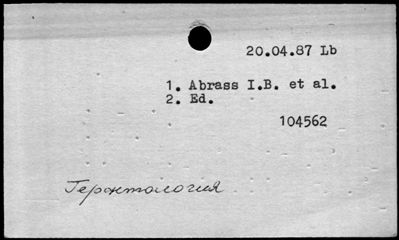 20.04.87 Lb
1. Abrass I.B. et al.
2. Ed.
104562
Геронтология